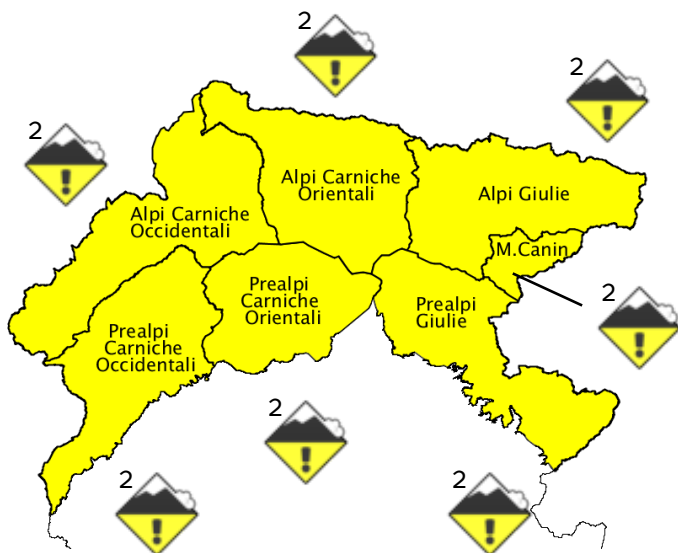 2
2
2
Alpi Carniche
Orientali
Alpi Giulie
Alpi Carniche
Occidentali
M.Canin
Prealpi
Carniche
Orientali
2
Prealpi
Giulie
Prealpi
Carniche
Occidentali
2
2
2